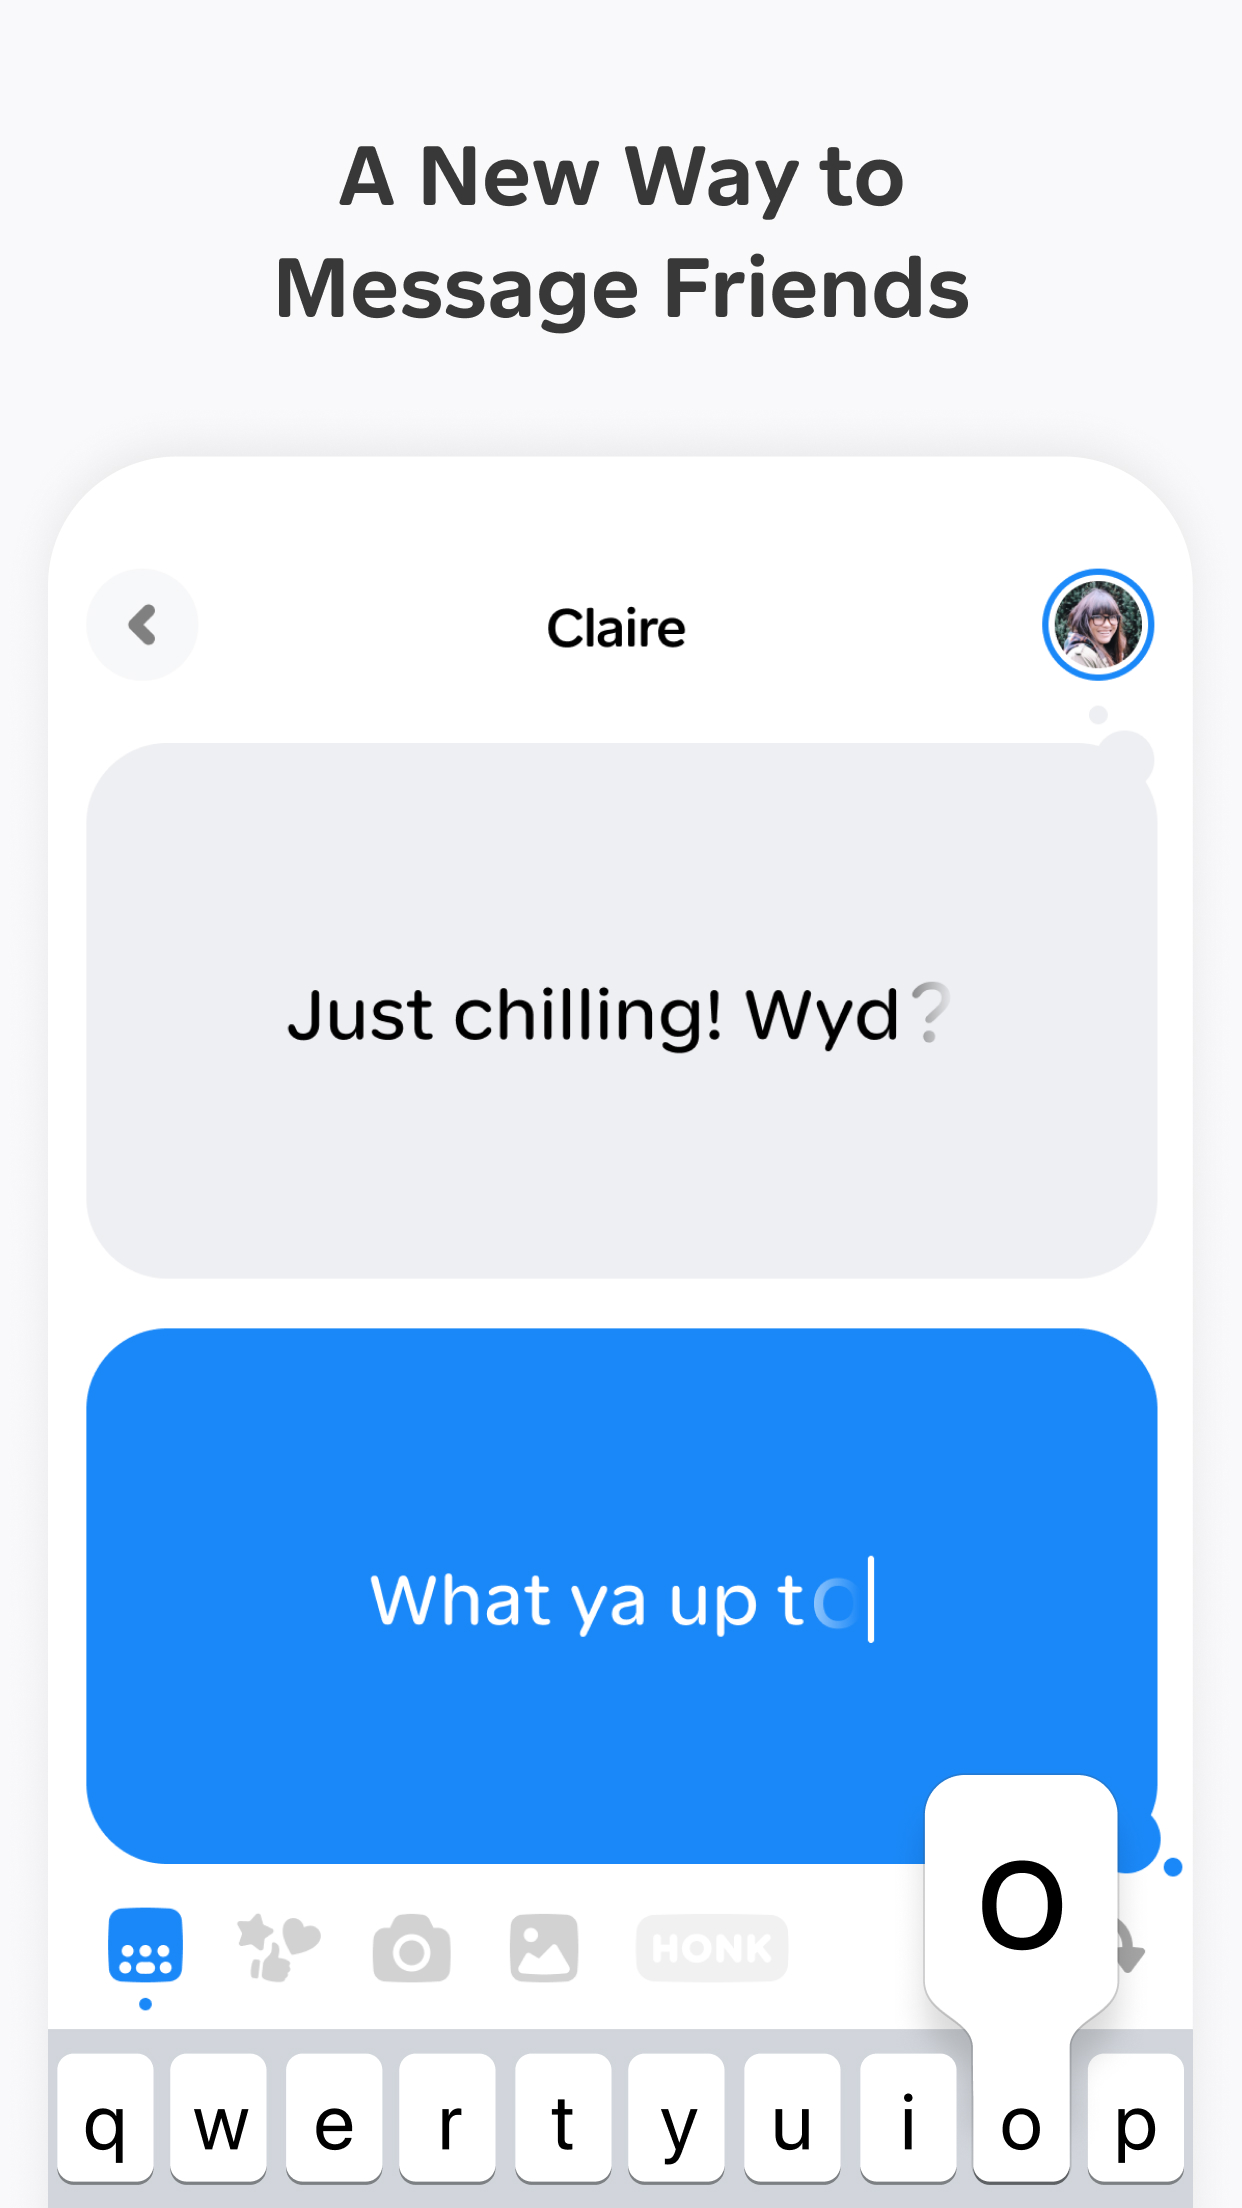 A New Way to
Message Friends
Claire
Just chilling! Wyd?
What ya up to
HONK
O
q w e r t y u i o p